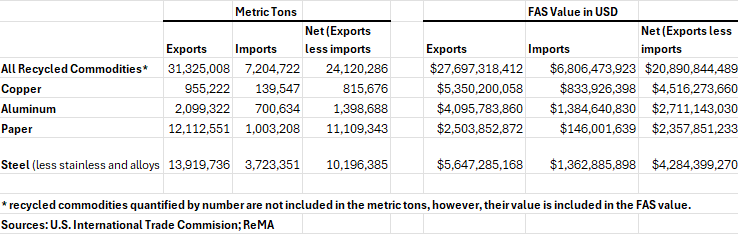 Metric Tons FAS Value in USD
Exports Imports Net (Exports less imports Exports Imports Net (Exports less imports
All Recycled Commodities* 31,325,008 7,204,722 24,120,286 $27,697,318,412 $6,806,473,923 $20,890,844,489
Copper 955,222 139,547 815,676 $5,350,200,058 $833,926,398 $4,516,273,660
Aluminum 2,099,322 700,634 1,398,688 $4,095,783,860 $1,384,640,830 $2,711,143,030
Paper 12,112,551 1,003,208 11,109,343 $2,503,852,872 $146,001,639 $2,357,851,233
Steel (less stainless and alloys 13,919,736 3,723,351 10,196,385 $5,647,285,168 $1,362,885,898 $4,284,399,270
* recycled commodities quantified by number are not included in the metric tons, however, their value is included in the FAS value.
Sources: U.S. International Trade Commision; ReMA